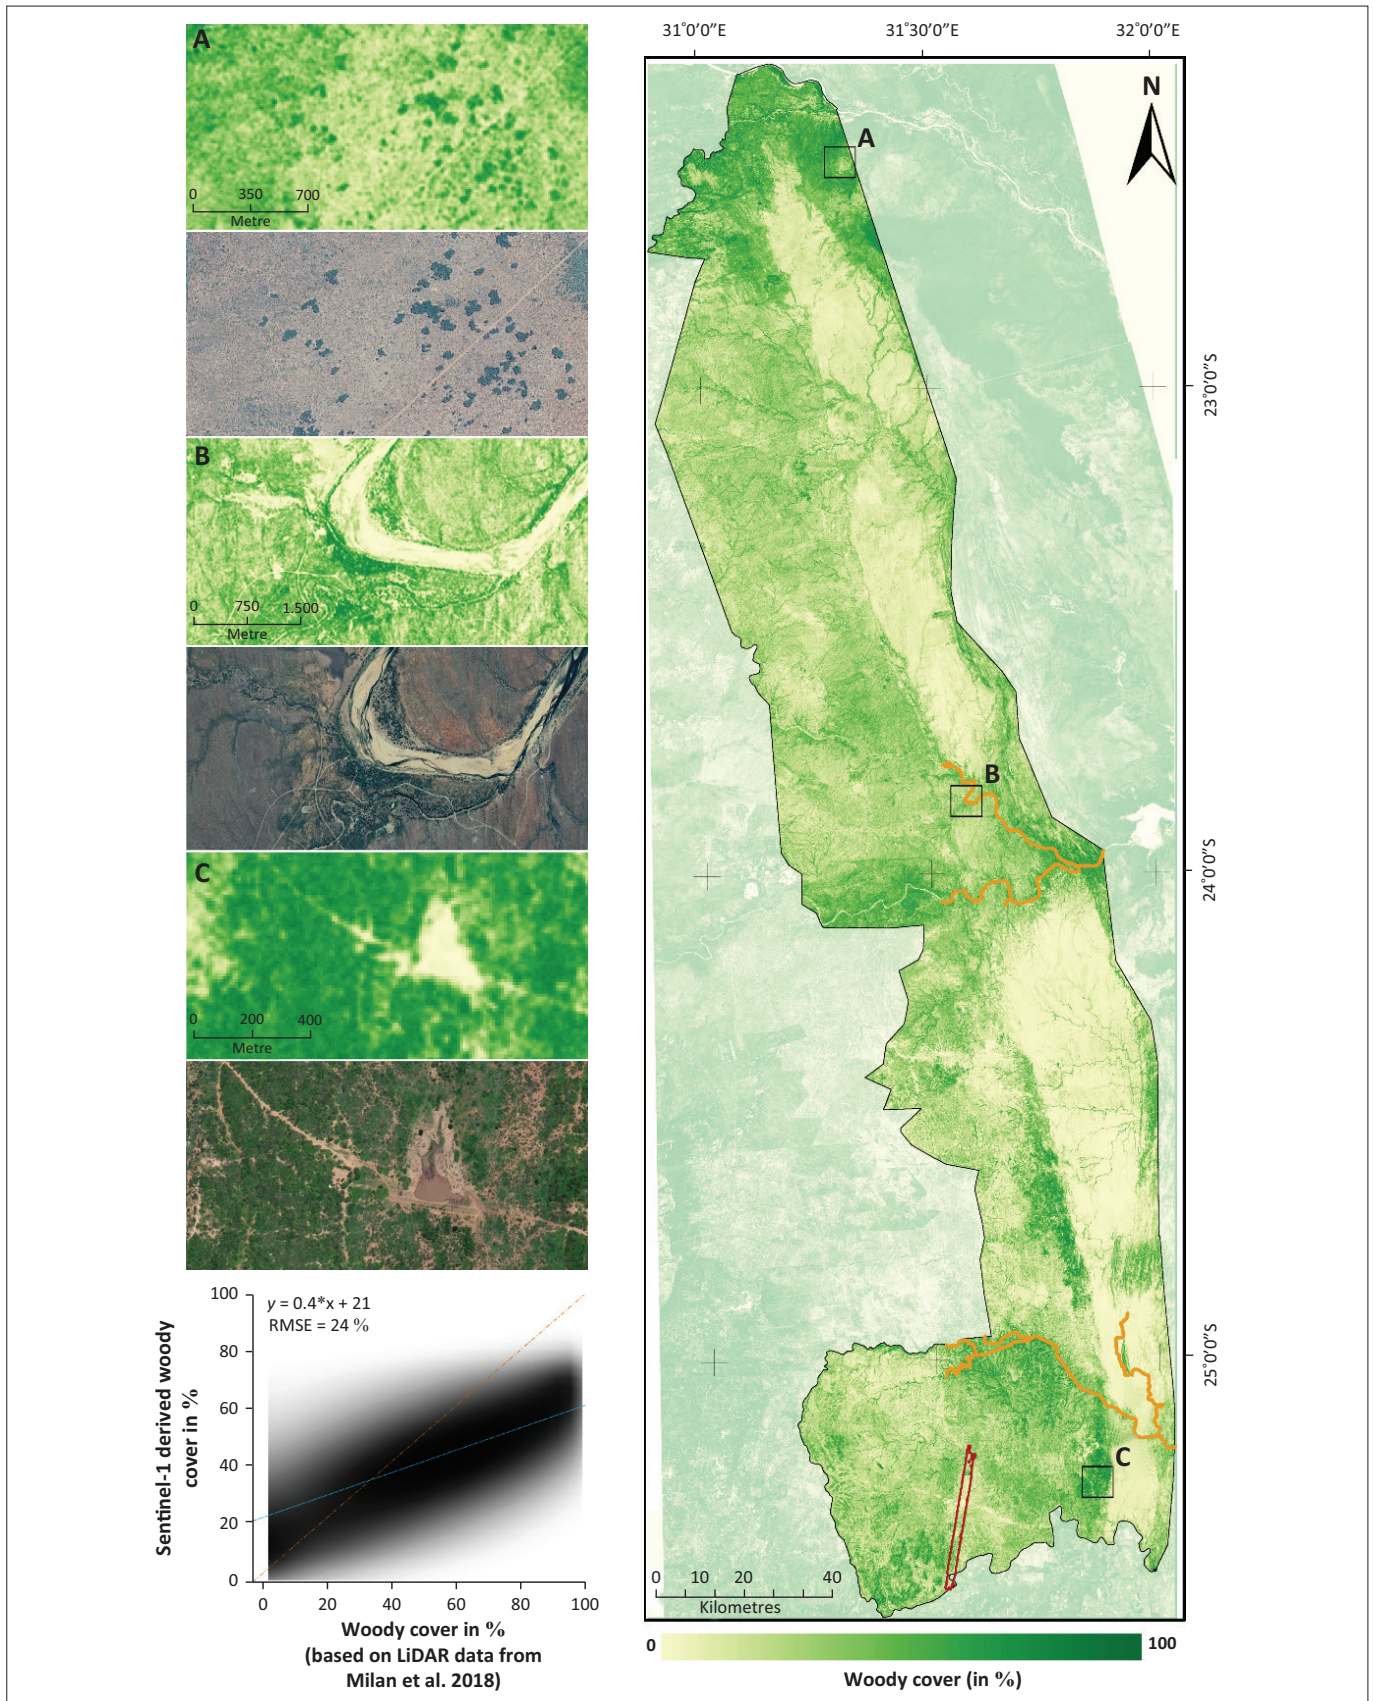 A
0 350 700
Metre
B
0 750 1.500
Metre
C
0 200 400
Metre
100
80
60
40
20
0
y = 0.4*x + 21
RMSE = 24 %
Sentinel-1 derived woody
cover in %
0 20 40 60 80 100
Woody cover in %
(based on LiDAR data from
Milan et al. 2018)
31°0'0"E 31°30'0"E 32°0'0"E
N
A
B
C
23°0'0"S
24°0'0"S
25°0'0"S
0 10 20 40
Kilometres
0 100
Woody cover (in %)